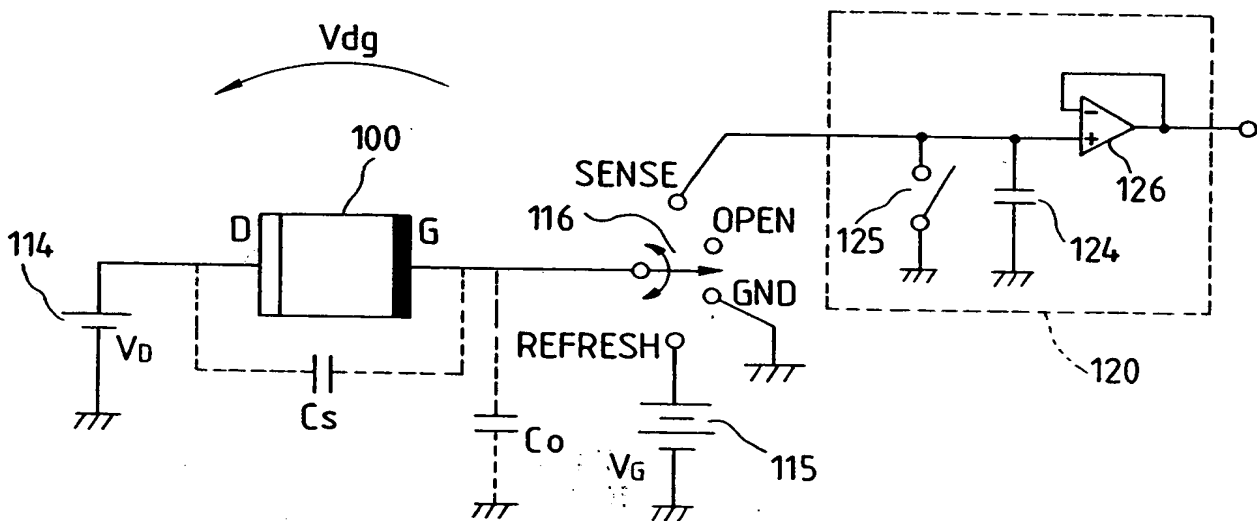 Vdg
100
SENSE
126
D
G
116
OPEN
125
124
114
GND
VD
REFRESH
120
Cs
Co
VG
115
-
+